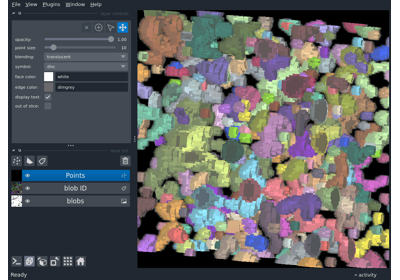 File View Plugins Window Help
opacity: 1.00
point size: 10
blending: translucent
symbol: disc
face color: white
edge color: dimgrey
display text:
out of slice:
Points
blob ID
blobs
Ready
activity